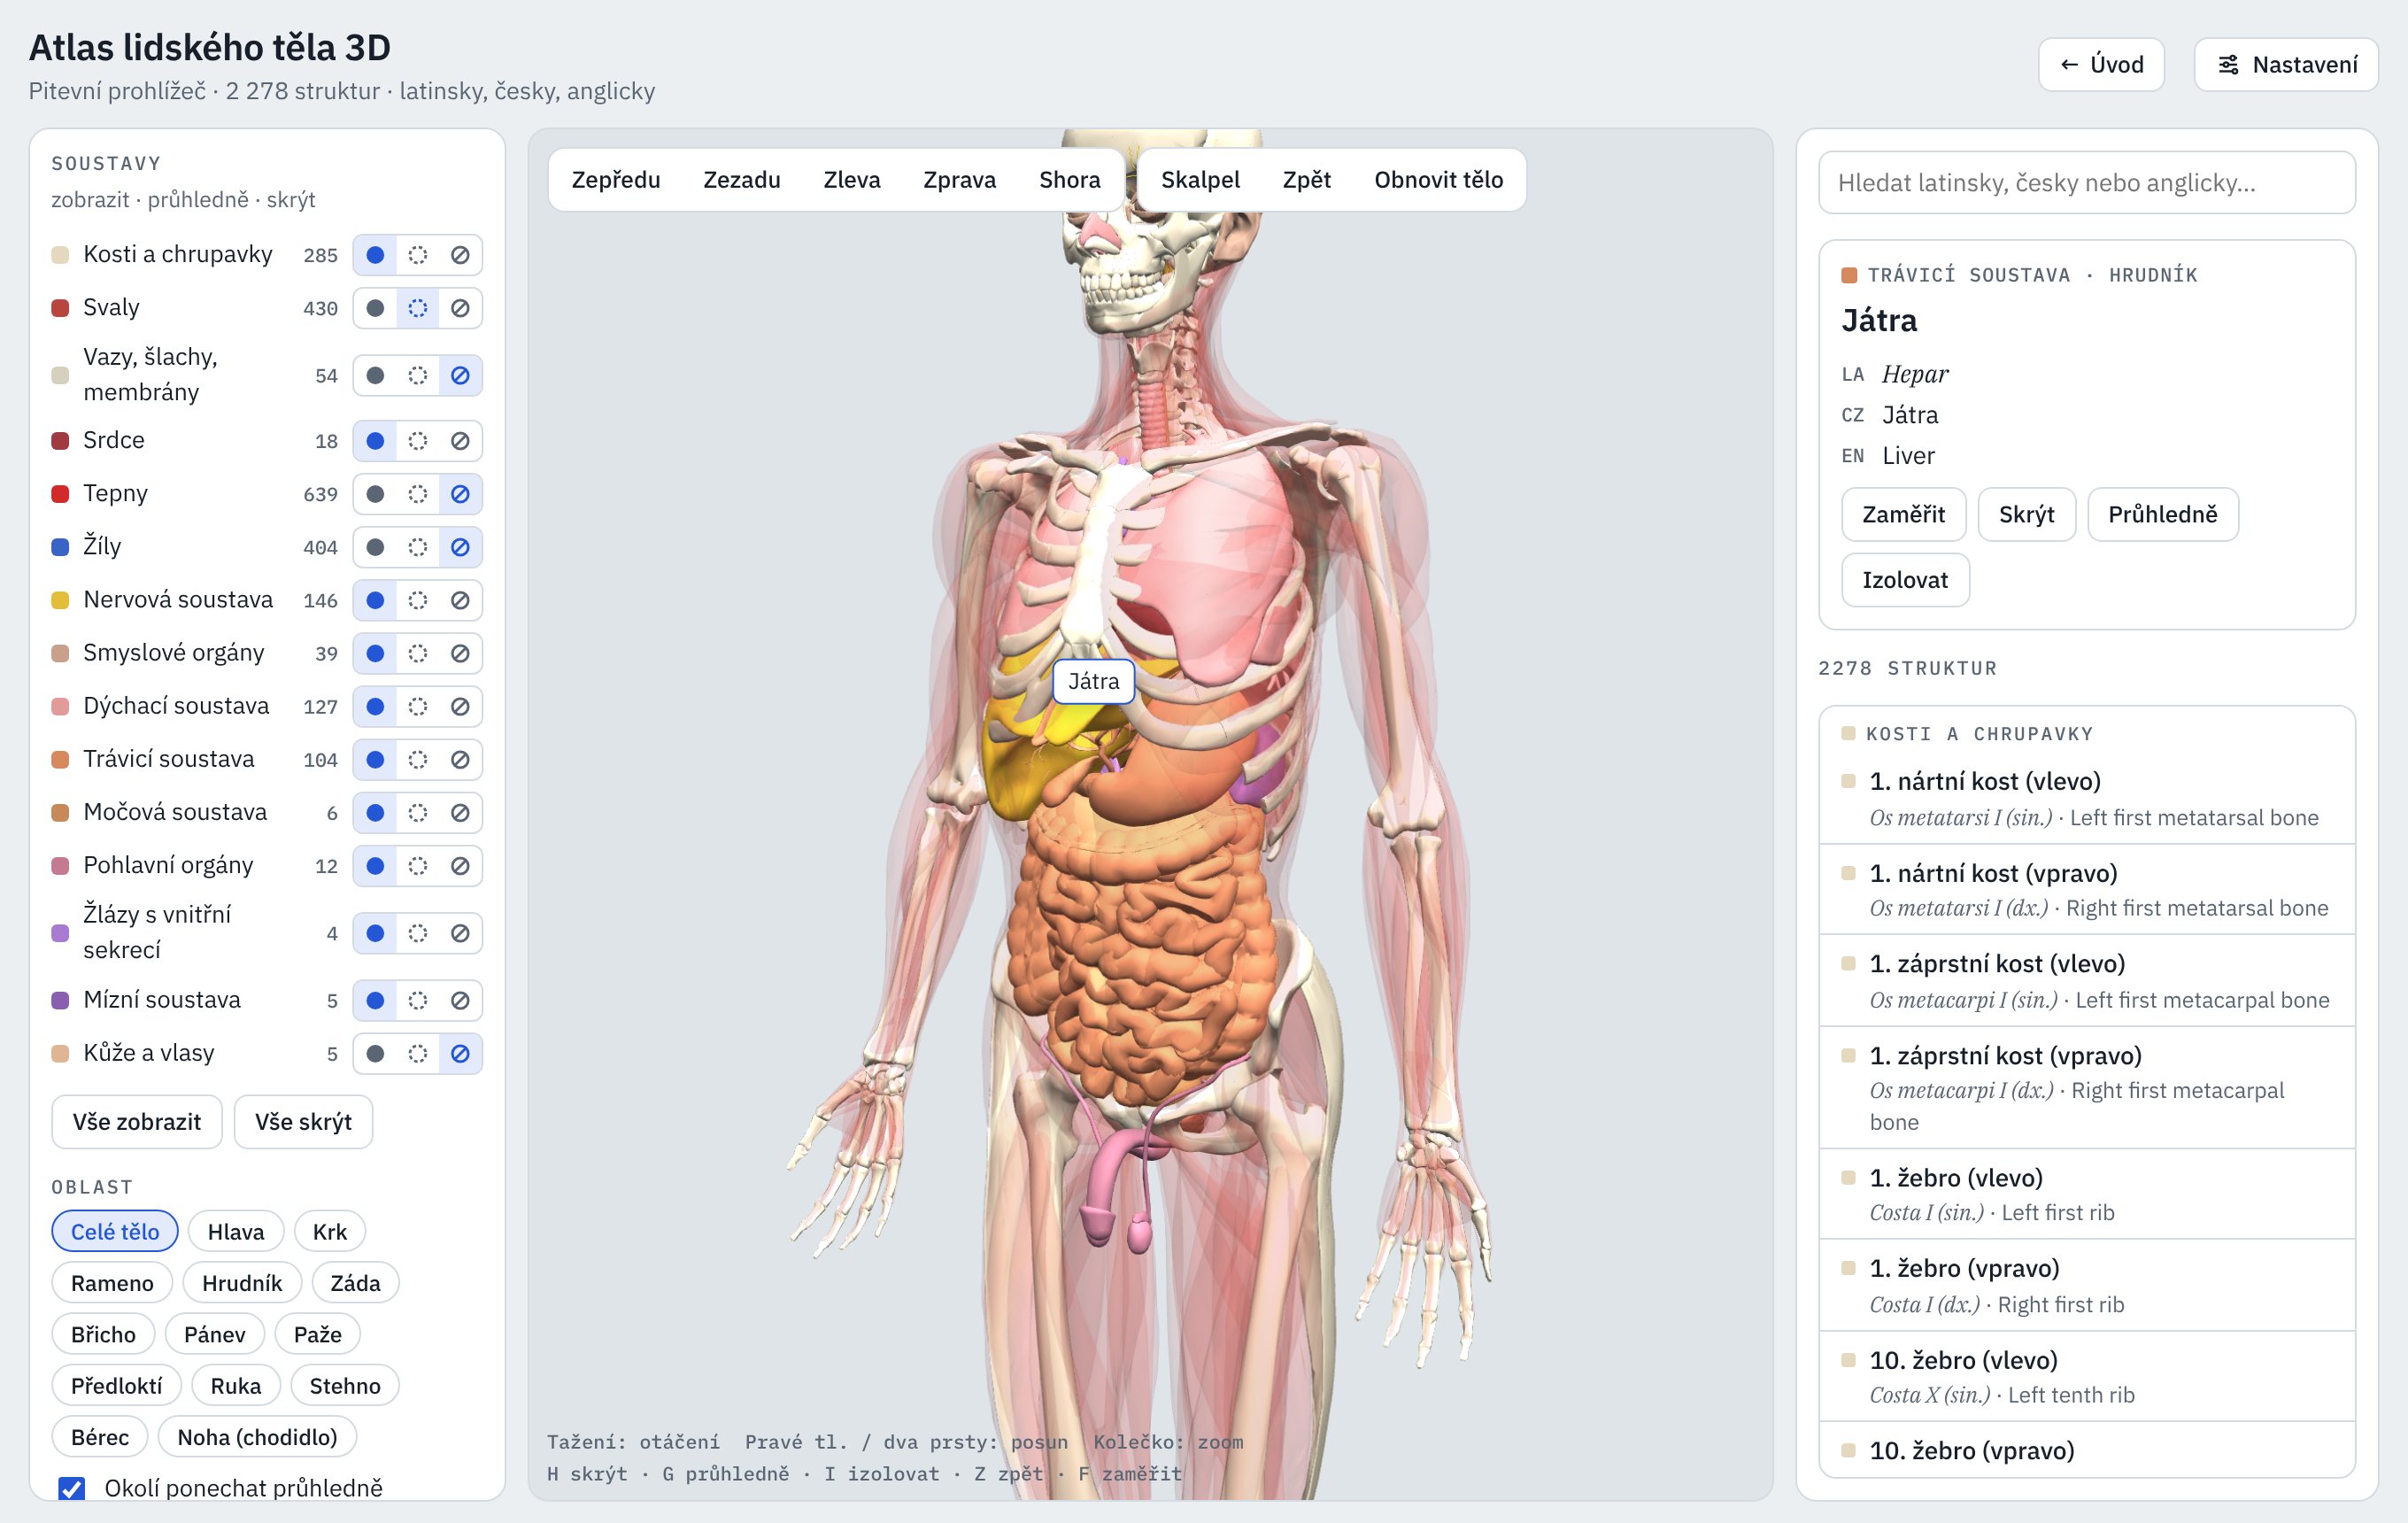 Atlas lidského těla 3D
Pitevní prohlížeč · 2 278 struktur · latinsky, česky, anglicky
← Úvod
Nastavení
SOUSTAVY
zobrazit · průhledně · skrýt
Kosti a chrupavky 285
Svaly 430
Vazy, šlachy,
membrány 54
Srdce 18
Tepny 639
Žíly 404
Nervová soustava 146
Smyslové orgány 39
Dýchací soustava 127
Trávicí soustava 104
Močová soustava 6
Pohlavní orgány 12
Žlázy s vnitřní
sekrecí 4
Mízní soustava 5
Kůže a vlasy 5
Vše zobrazit Vše skrýt
OBLAST
Celé tělo Hlava Krk
Rameno Hrudník Záda
Břicho Pánev Paže
Předloktí Ruka Stehno
Bérec Noha (chodidlo)
Okolí ponechat průhledně
Zepředu Zezadu Zleva Zprava Shora
Skalpel Zpět Obnovit tělo
Játra
Tažení: otáčení Pravé tl. / dva prsty: posun Kolečko: zoom
H skrýt · G průhledně · I izolovat · Z zpět · F zaměřit
Hledat latinsky, česky nebo anglicky…
TRÁVICÍ SOUSTAVA · HRUDNÍK
Játra
LA Hepar
CZ Játra
EN Liver
Zaměřit Skrýt Průhledně
Izolovat
2278 STRUKTUR
KOSTI A CHRUPAVKY
1. nártní kost (vlevo)
Os metatarsi I (sin.) · Left first metatarsal bone
1. nártní kost (vpravo)
Os metatarsi I (dx.) · Right first metatarsal bone
1. záprstní kost (vlevo)
Os metacarpi I (sin.) · Left first metacarpal bone
1. záprstní kost (vpravo)
Os metacarpi I (dx.) · Right first metacarpal
bone
1. žebro (vlevo)
Costa I (sin.) · Left first rib
1. žebro (vpravo)
Costa I (dx.) · Right first rib
10. žebro (vlevo)
Costa X (sin.) · Left tenth rib
10. žebro (vpravo)